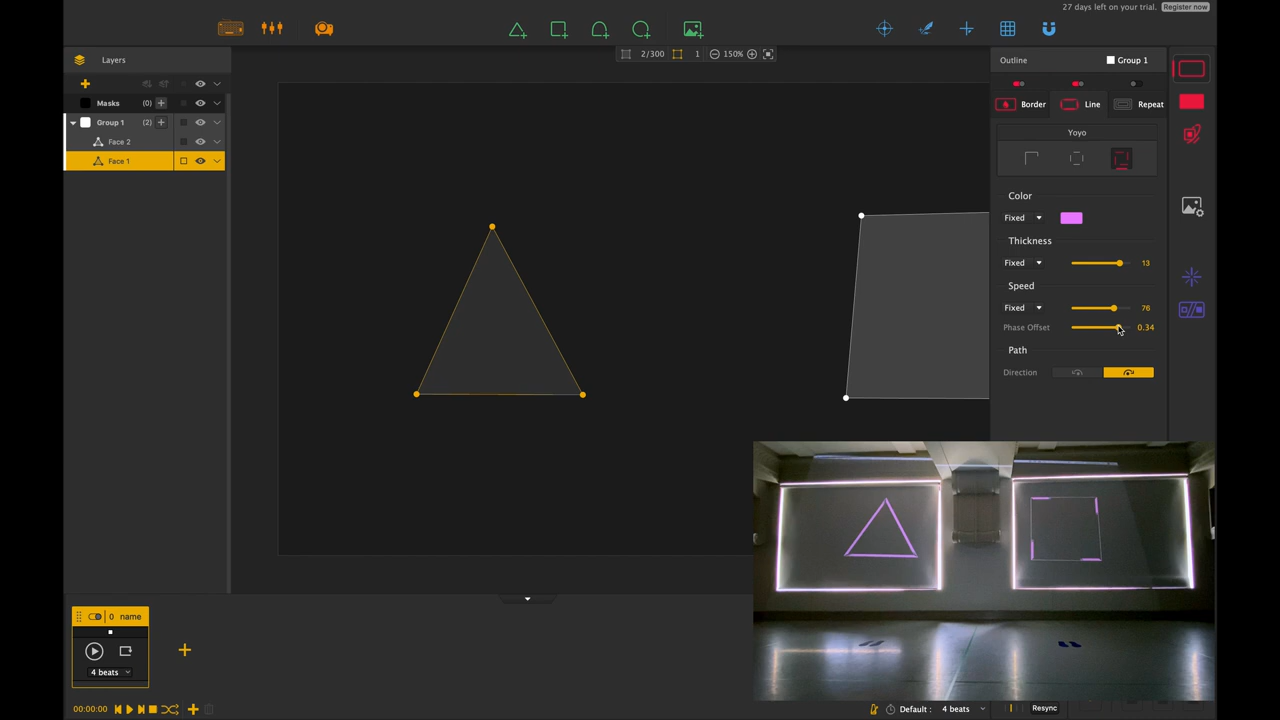 27 days left on your trial. Register now
2/300 1 150%
Layers
Masks (0)
Group 1 (2)
Face 2
Face 1
Outline Group 1
Border Line Repeat
Yoyo
Color
Fixed
Thickness
Fixed 13
Speed
Fixed 76
Phase Offset 0.34
Path
Direction
0 name
4 beats
00:00:00
Default: 4 beats Resync